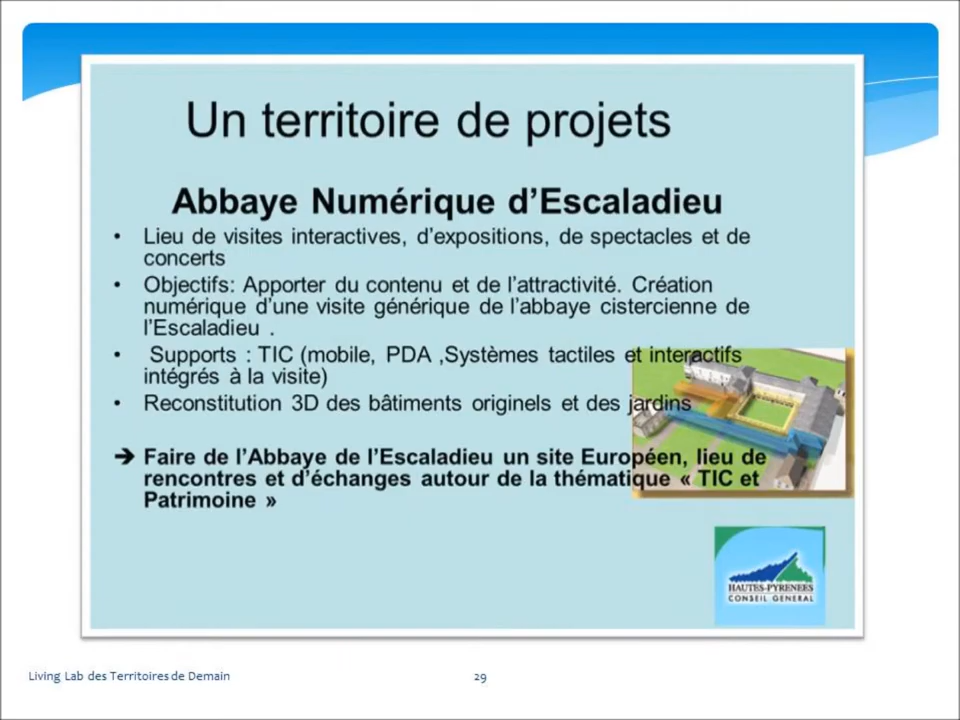 Un territoire de projets
Abbaye Numérique d’Escaladieu
• Lieu de visites interactives, d’expositions, de spectacles et de
concerts
• Objectifs: Apporter du contenu et de l’attractivité. Création
numérique d’une visite générique de l’abbaye cistercienne de
l’Escaladieu .
• Supports : TIC (mobile, PDA ,Systèmes tactiles et interactifs
intégrés à la visite)
• Reconstitution 3D des bâtiments originels et des jardins
➔ Faire de l’Abbaye de l’Escaladieu un site Européen, lieu de
rencontres et d’échanges autour de la thématique « TIC et
Patrimoine »
HAUTES-PYRENEES
CONSEIL GENERAL
Living Lab des Territoires de Demain
29